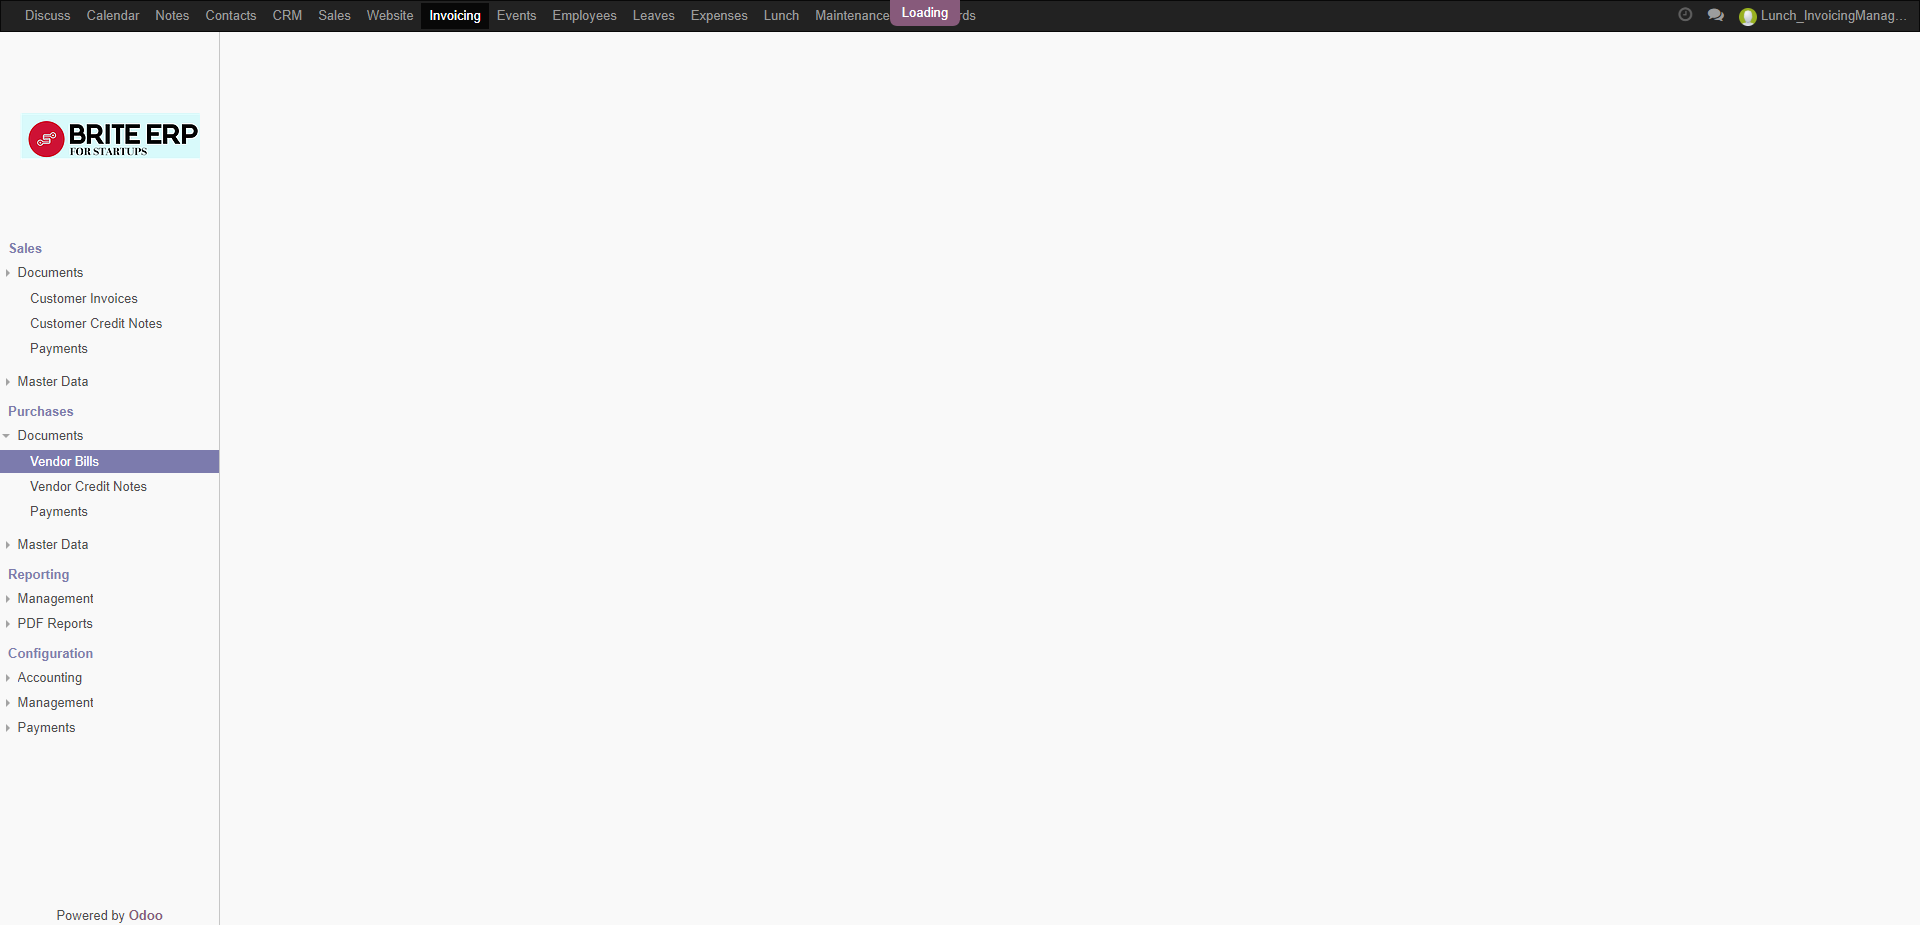 Discuss Calendar Notes Contacts CRM Sales Website Invoicing Events Employees Leaves Expenses Lunch Maintenance Loading rds Lunch_InvoicingManag...
BRITE ERP
FOR STARTUPS
Sales
Documents
Customer Invoices
Customer Credit Notes
Payments
Master Data
Purchases
Documents
Vendor Bills
Vendor Credit Notes
Payments
Master Data
Reporting
Management
PDF Reports
Configuration
Accounting
Management
Payments
Powered by Odoo